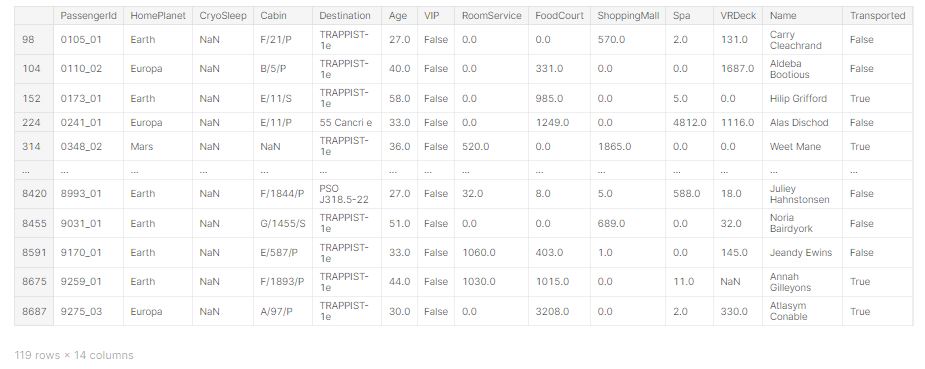 PassengerId HomePlanet CryoSleep Cabin Destination Age VIP RoomService FoodCourt ShoppingMall Spa VRDeck Name Transported
98 0105_01 Earth NaN F/21/P TRAPPIST-1e 27.0 False 0.0 0.0 570.0 2.0 131.0 Carry Cleachrand False
104 0110_02 Europa NaN B/5/P TRAPPIST-1e 40.0 False 0.0 331.0 0.0 0.0 1687.0 Aldeba Bootious False
152 0173_01 Earth NaN E/11/S TRAPPIST-1e 58.0 False 0.0 985.0 0.0 5.0 0.0 Hilip Grifford True
224 0241_01 Europa NaN E/11/P 55 Cancri e 33.0 False 0.0 1249.0 0.0 4812.0 1116.0 Alas Dischod False
314 0348_02 Mars NaN NaN TRAPPIST-1e 36.0 False 520.0 0.0 1865.0 0.0 0.0 Weet Mane True
... ... ... ... ... ... ... ... ... ... ... ... ... ... ...
8420 8993_01 Earth NaN F/1844/P PSO J318.5-22 27.0 False 32.0 8.0 5.0 588.0 18.0 Juliey Hahnstonsen False
8455 9031_01 Earth NaN G/1455/S TRAPPIST-1e 51.0 False 0.0 0.0 689.0 0.0 32.0 Noria Bairdyork False
8591 9170_01 Earth NaN E/587/P TRAPPIST-1e 33.0 False 1060.0 403.0 1.0 0.0 145.0 Jeandy Ewins False
8675 9259_01 Earth NaN F/1893/P TRAPPIST-1e 44.0 False 1030.0 1015.0 0.0 11.0 NaN Annah Gilleyons True
8687 9275_03 Europa NaN A/97/P TRAPPIST-1e 30.0 False 0.0 3208.0 0.0 2.0 330.0 Atlasym Conable True
119 rows × 14 columns